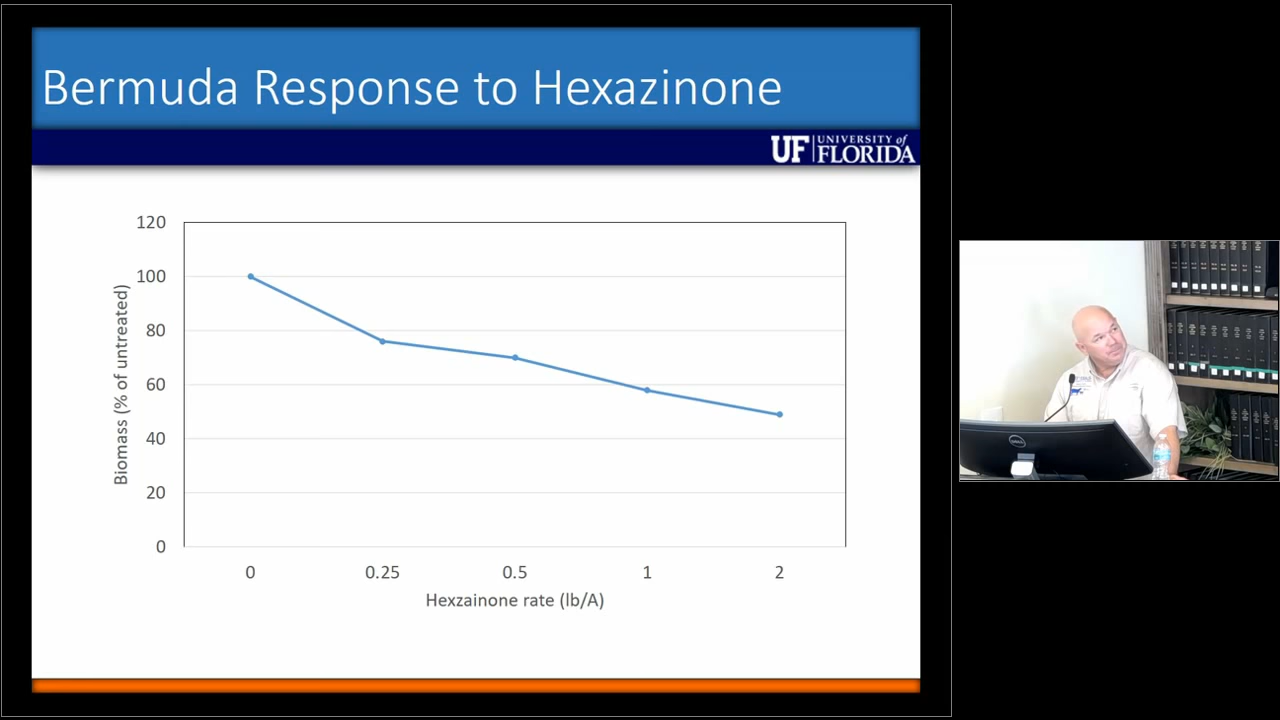 Bermuda Response to Hexazinone
UF UNIVERSITY of
FLORIDA
120
100
80
60
40
20
0
Biomass (% of untreated)
0 0.25 0.5 1 2
Hexzainone rate (lb/A)
DELL